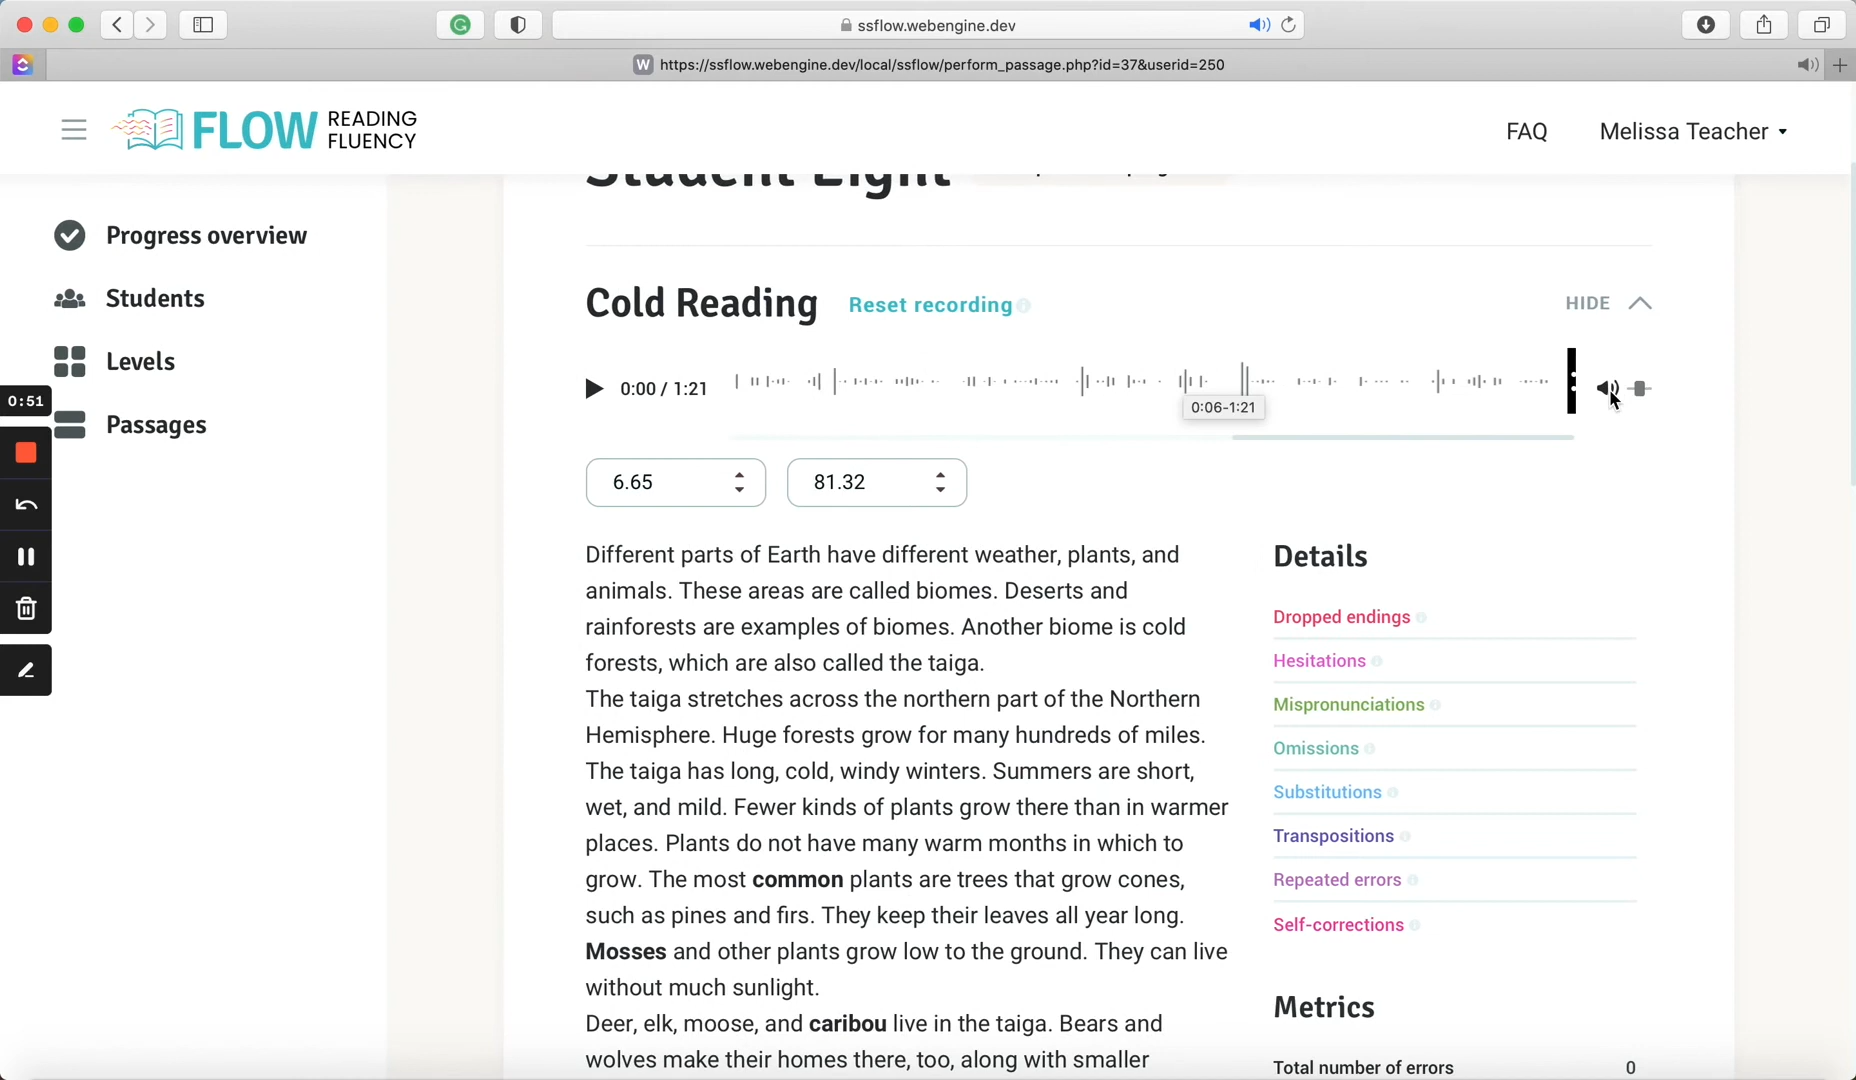 ssflow.webengine.dev
W https://ssflow.webengine.dev/local/ssflow/perform_passage.php?id=37&userid=250
FLOW READING FLUENCY
FAQ
Melissa Teacher
Student Eight
Progress overview
Students
Levels
Passages
0:51
Cold Reading
Reset recording
HIDE
0:00 / 1:21
0:06-1:21
6.65
81.32
Different parts of Earth have different weather, plants, and
animals. These areas are called biomes. Deserts and
rainforests are examples of biomes. Another biome is cold
forests, which are also called the taiga.
The taiga stretches across the northern part of the Northern
Hemisphere. Huge forests grow for many hundreds of miles.
The taiga has long, cold, windy winters. Summers are short,
wet, and mild. Fewer kinds of plants grow there than in warmer
places. Plants do not have many warm months in which to
grow. The most common plants are trees that grow cones,
such as pines and firs. They keep their leaves all year long.
Mosses and other plants grow low to the ground. They can live
without much sunlight.
Deer, elk, moose, and caribou live in the taiga. Bears and
wolves make their homes there, too, along with smaller
Details
Dropped endings
Hesitations
Mispronunciations
Omissions
Substitutions
Transpositions
Repeated errors
Self-corrections
Metrics
Total number of errors 0